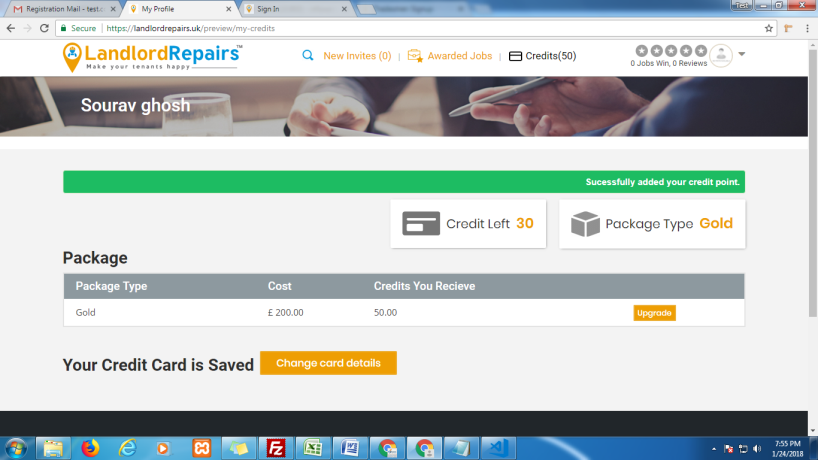 Registration Mail - test.c
My Profile
Sign In
Test
Secure
https://landlordrepairs.uk/preview/my-credits
LandlordRepairs™
Make your tenants happy
New Invites (0) | Awarded Jobs | Credits(50)
0 Jobs Win, 0 Reviews
Sourav ghosh
Sucessfully added your credit point.
Credit Left 30
Package Type Gold
Package
Package Type Cost Credits You Recieve
Gold £ 200.00 50.00 Upgrade
Your Credit Card is Saved Change card details
7:55 PM
1/24/2018